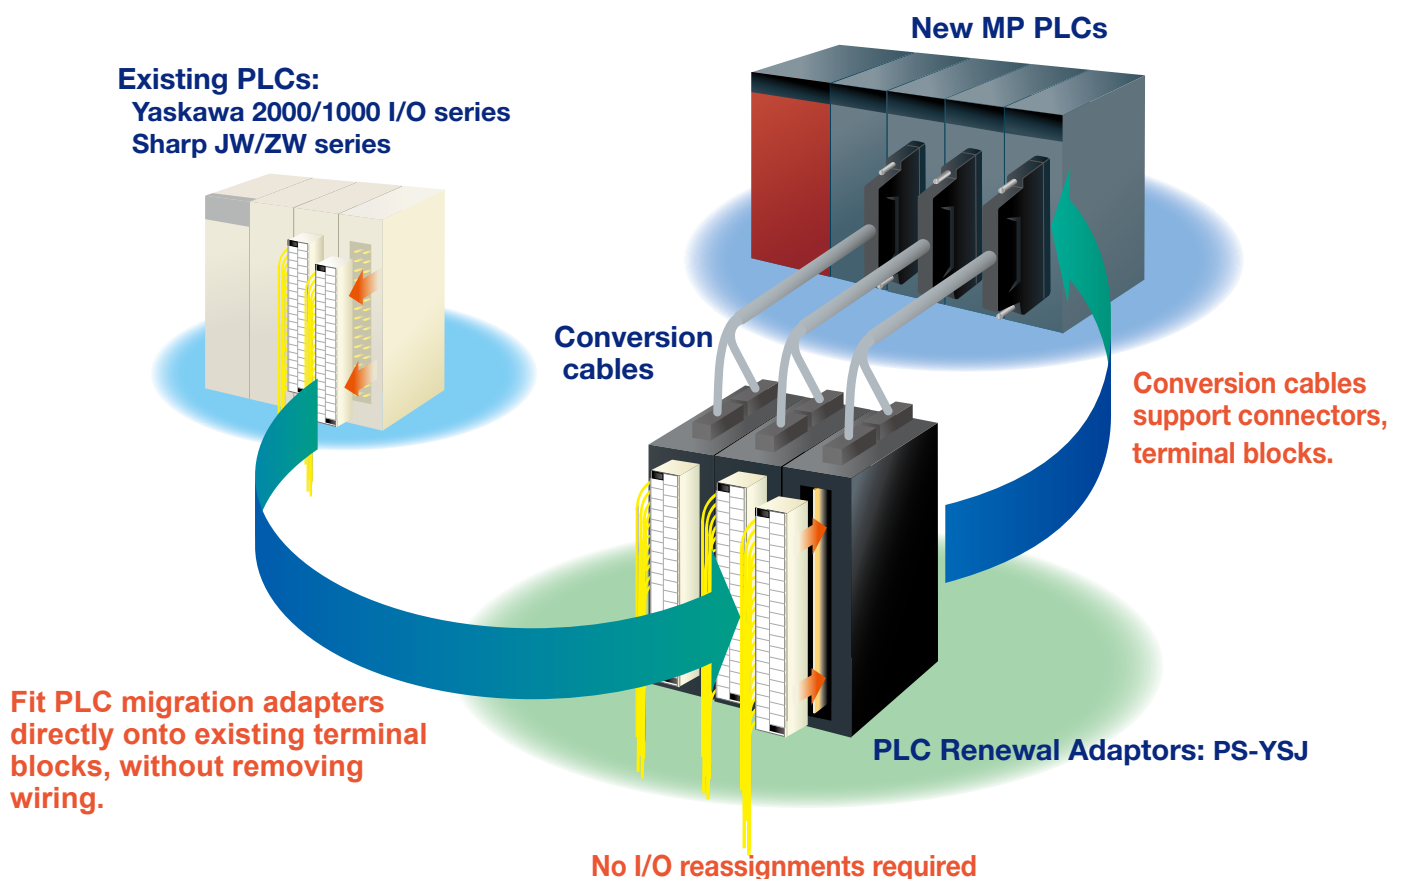 New MP PLCs
Existing PLCs:
Yaskawa 2000/1000 I/O series
Sharp JW/ZW series
Conversion
cables
Conversion cables
support connectors,
terminal blocks.
Fit PLC migration adapters
directly onto existing terminal
blocks, without removing
wiring.
PLC Renewal Adaptors: PS-YSJ
No I/O reassignments required